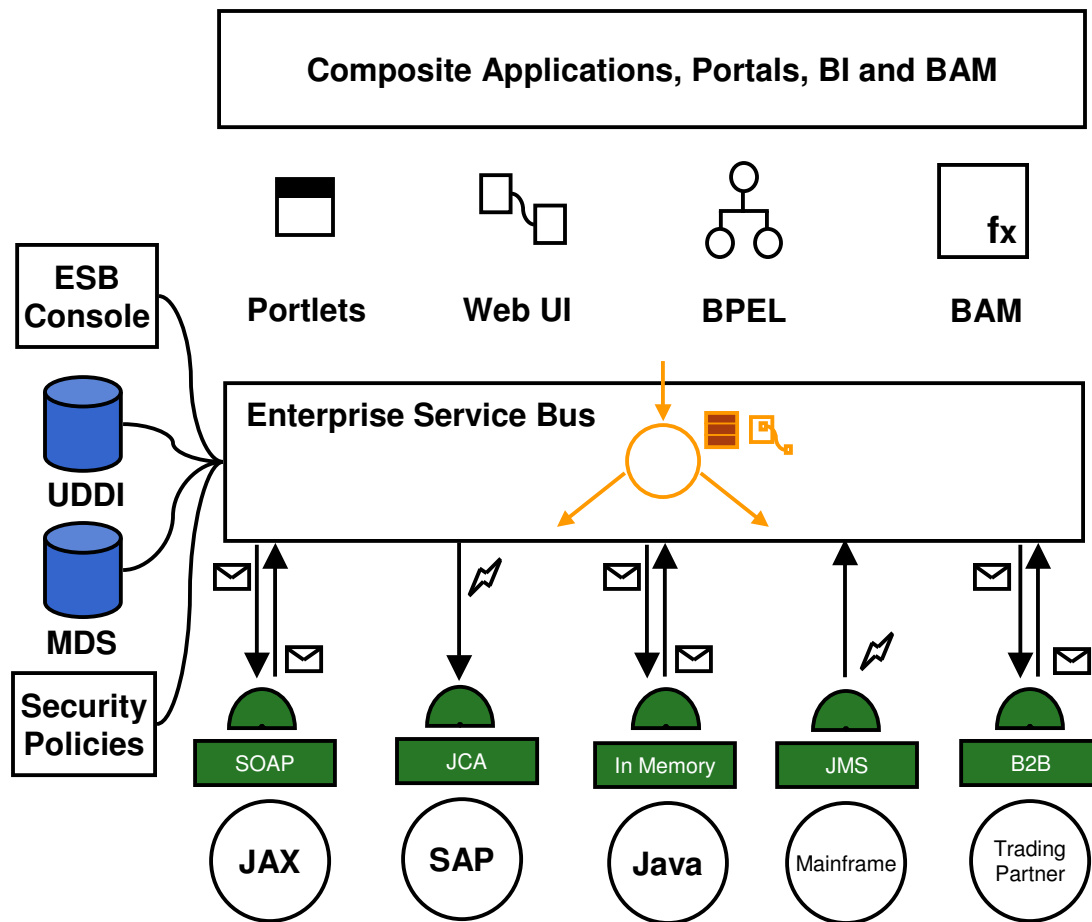 Composite Applications, Portals, BI and BAM
fx
ESB
Console
Portlets
Web UI
BPEL
BAM
Enterprise Service Bus
UDDI
MDS
Security
Policies
SOAP
JCA
In Memory
JMS
B2B
JAX
SAP
Java
Mainframe
Trading
Partner